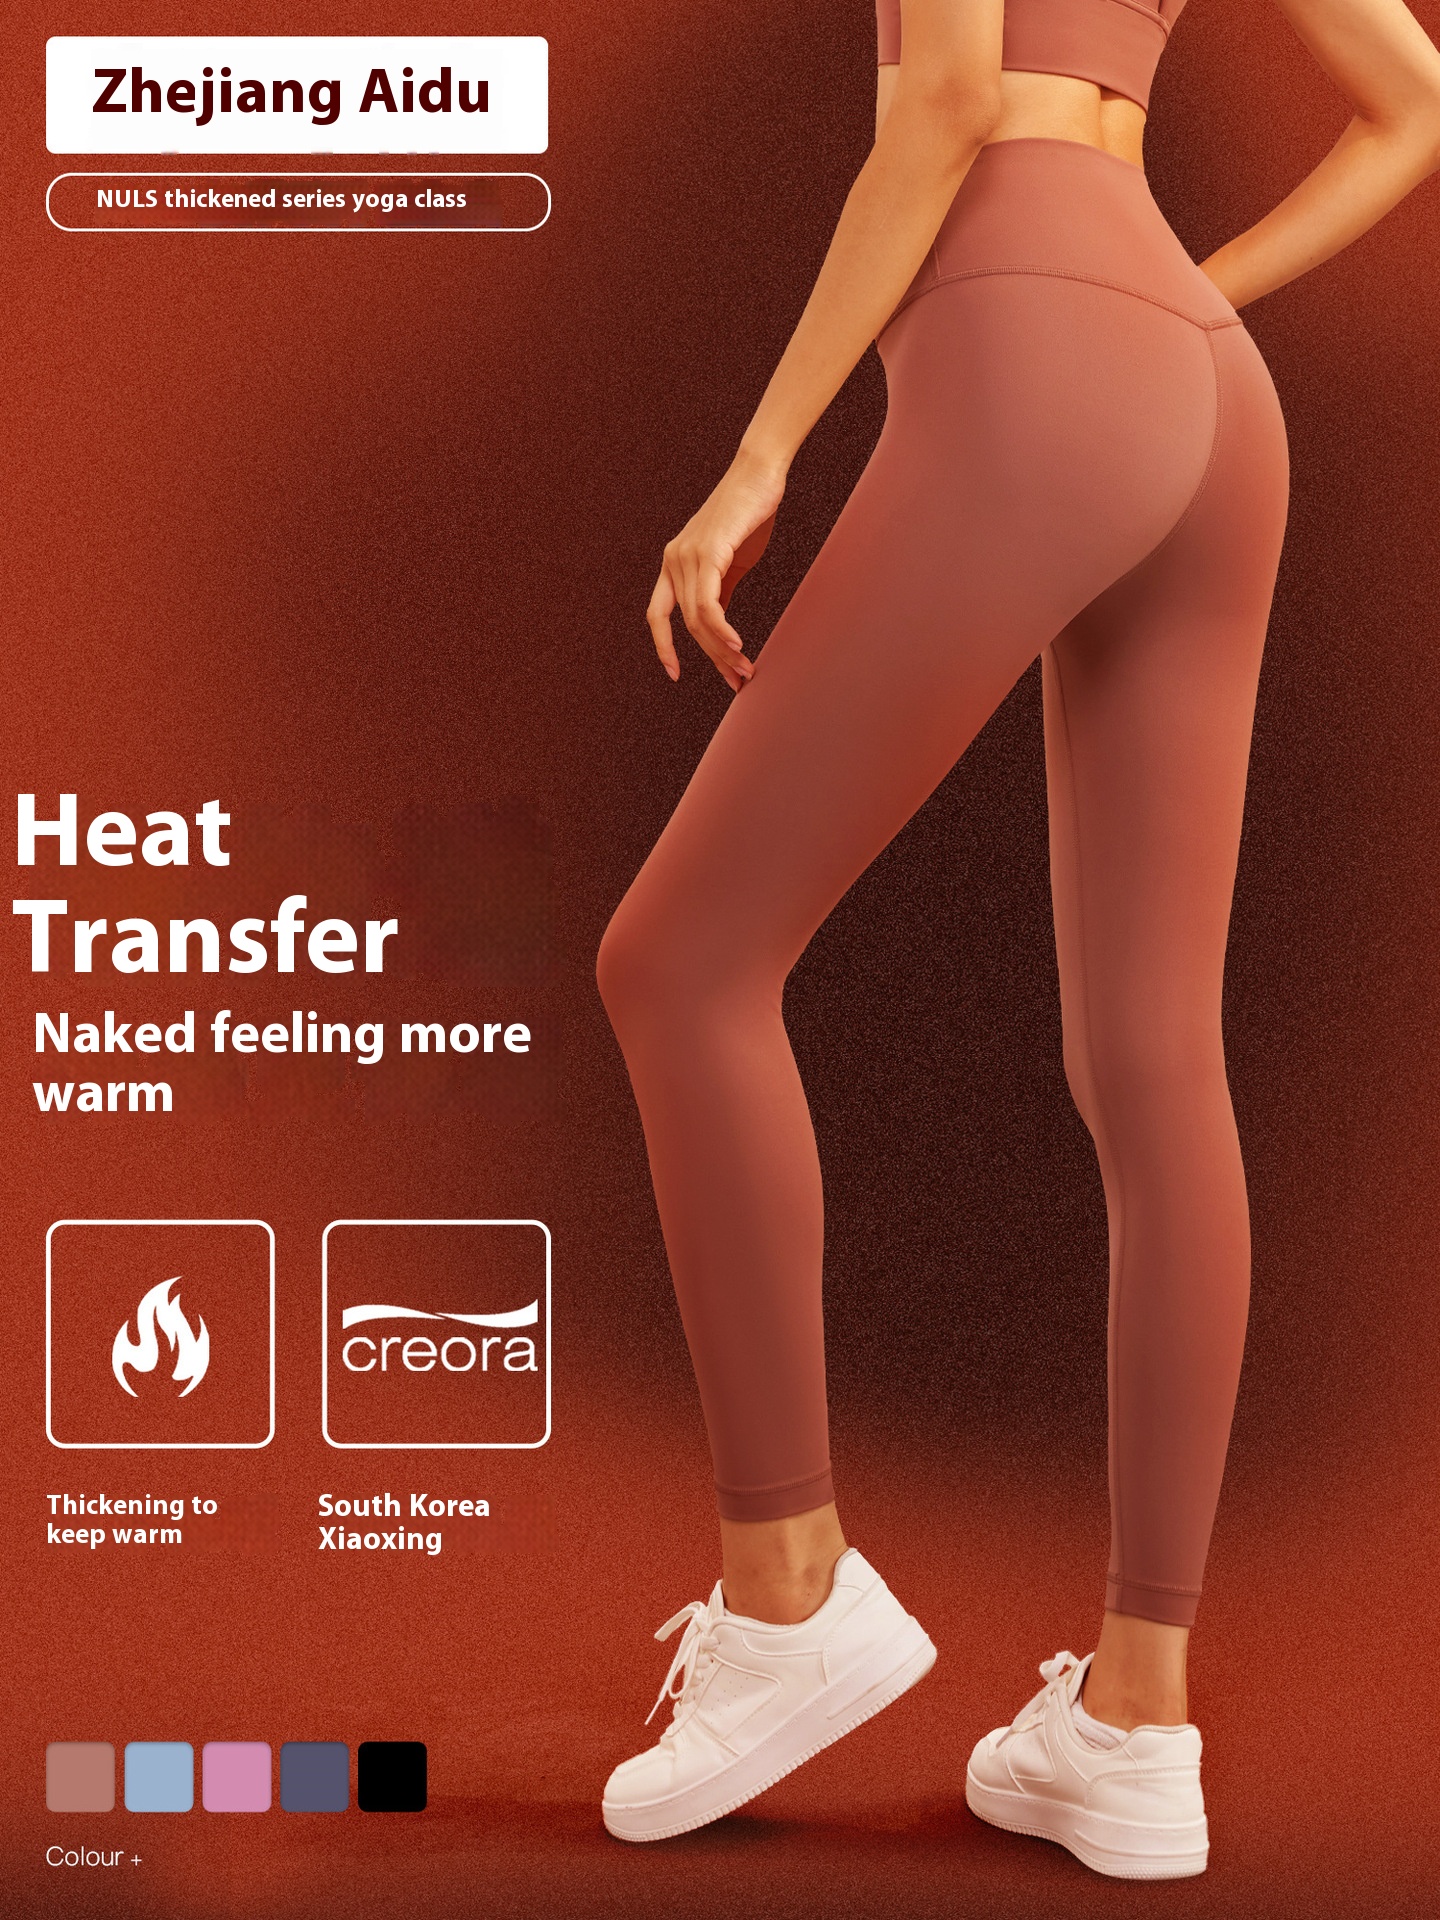 Zhejiang Aidu
NULS thickened series yoga class
Heat
Transfer
Naked feeling more
warm
creora
Thickening to
keep warm
South Korea
Xiaoxing
Colour +